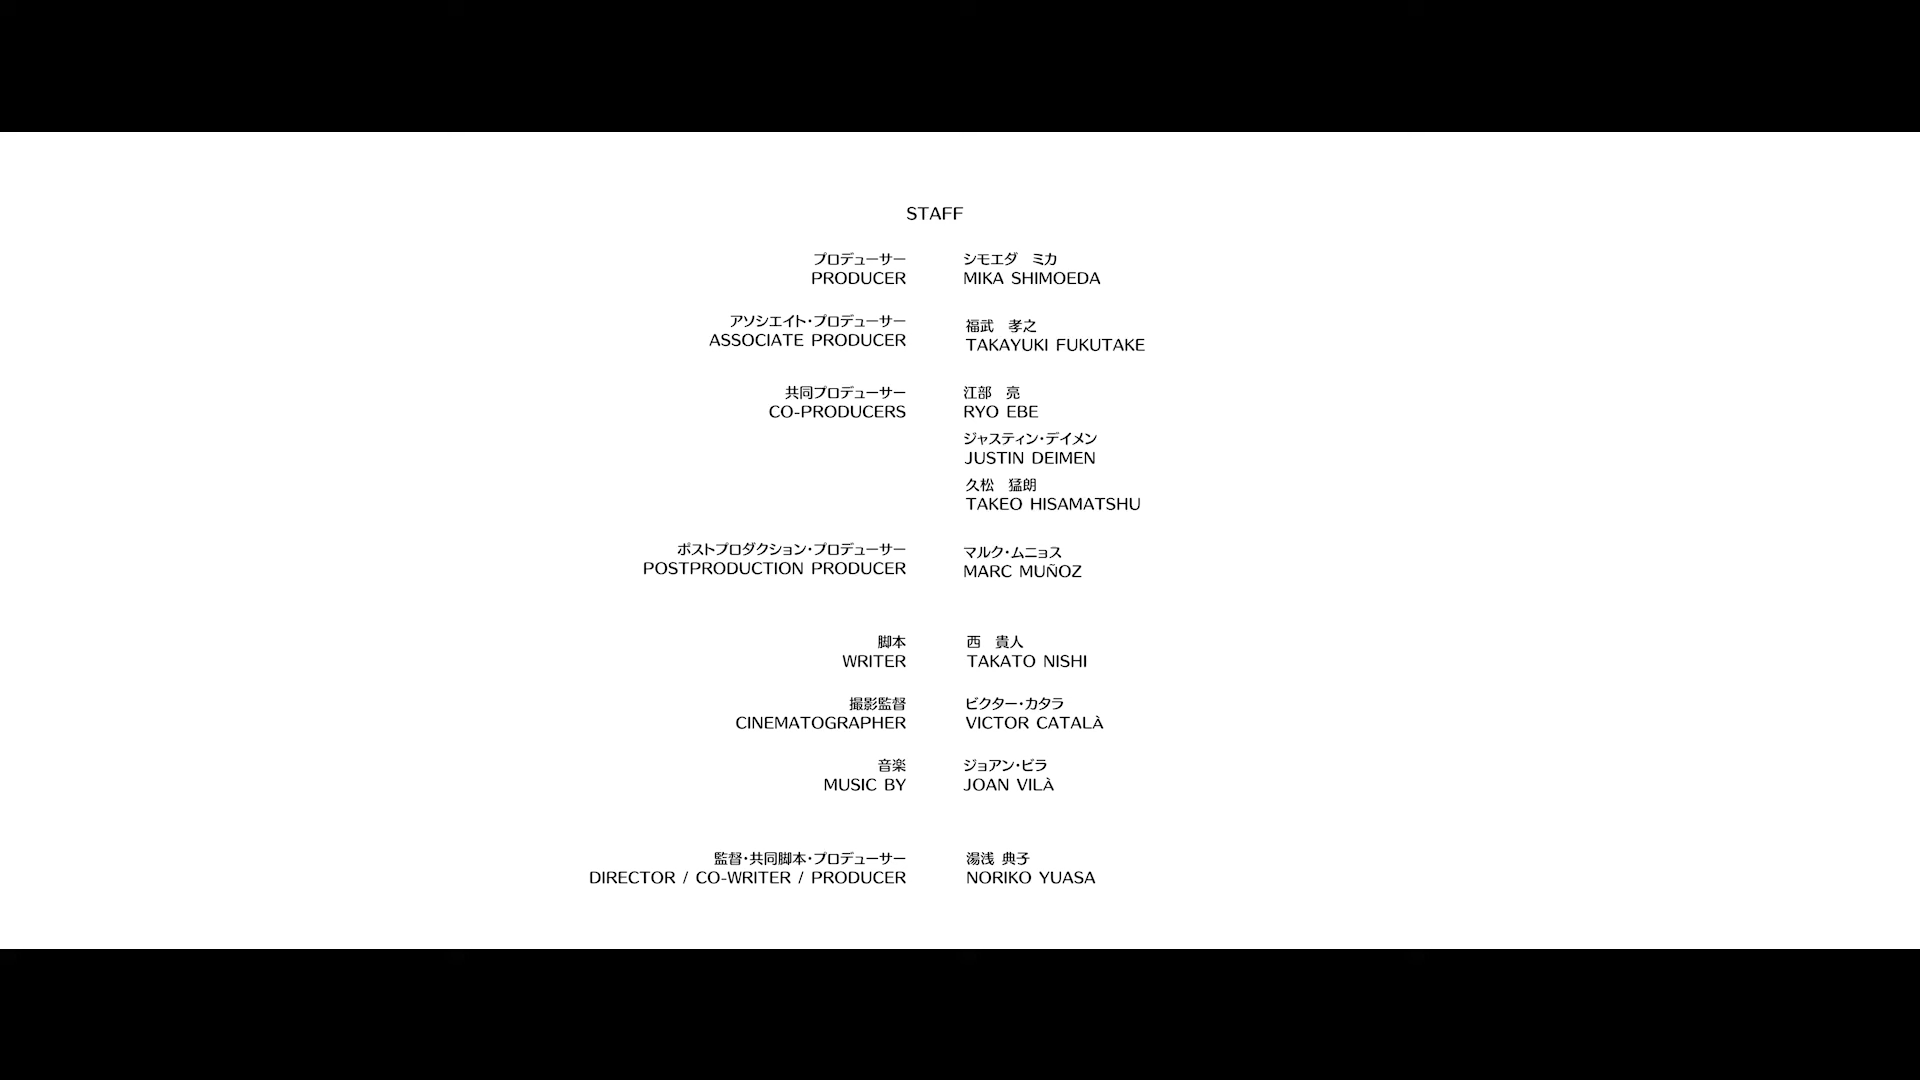 STAFF
プロデューサー　シモエダ　ミカ
PRODUCER　MIKA SHIMOEDA
アソシエイト・プロデューサー　福武　孝之
ASSOCIATE PRODUCER　TAKAYUKI FUKUTAKE
共同プロデューサー　江部　亮
CO-PRODUCERS　RYO EBE
ジャスティン・デイメン
JUSTIN DEIMEN
久松　猛朗
TAKEO HISAMATSHU
ポストプロダクション・プロデューサー　マルク・ムニョス
POSTPRODUCTION PRODUCER　MARC MUÑOZ
脚本　西　貴人
WRITER　TAKATO NISHI
撮影監督　ビクター・カタラ
CINEMATOGRAPHER　VICTOR CATALÀ
音楽　ジョアン・ビラ
MUSIC BY　JOAN VILÀ
監督・共同脚本・プロデューサー　湯浅 典子
DIRECTOR / CO-WRITER / PRODUCER　NORIKO YUASA